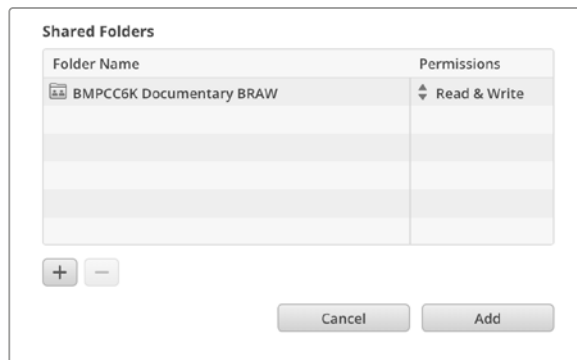 Shared Folders
Folder Name Permissions
BMPCC6K Documentary BRAW Read & Write
Cancel Add